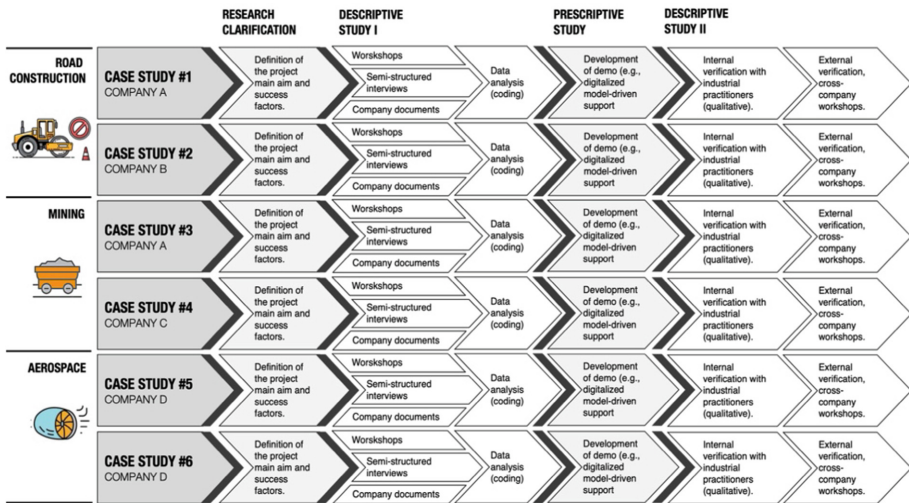 RESEARCH
CLARIFICATION
DESCRIPTIVE
STUDY I
PRESCRIPTIVE
STUDY
DESCRIPTIVE
STUDY II
ROAD
CONSTRUCTION
CASE STUDY #1
COMPANY A
Definition of
the project
main aim and
success
factors.
Worskshops
Semi-structured
interviews
Company documents
Data
analysis
(coding)
Development
of demo (e.g.,
digitalized
model-driven
support
Internal
verification with
industrial
practitioners
(qualitative).
External
verification,
cross-
company
workshops.
CASE STUDY #2
COMPANY B
Definition of
the project
main aim and
success
factors.
Worskshops
Semi-structured
interviews
Company documents
Data
analysis
(coding)
Development
of demo (e.g.,
digitalized
model-driven
support
Internal
verification with
industrial
practitioners
(qualitative).
External
verification,
cross-
company
workshops.
MINING
CASE STUDY #3
COMPANY A
Definition of
the project
main aim and
success
factors.
Worskshops
Semi-structured
interviews
Company documents
Data
analysis
(coding)
Development
of demo (e.g.,
digitalized
model-driven
support
Internal
verification with
industrial
practitioners
(qualitative).
External
verification,
cross-
company
workshops.
CASE STUDY #4
COMPANY C
Definition of
the project
main aim and
success
factors.
Worskshops
Semi-structured
interviews
Company documents
Data
analysis
(coding)
Development
of demo (e.g.,
digitalized
model-driven
support
Internal
verification with
industrial
practitioners
(qualitative).
External
verification,
cross-
company
workshops.
AEROSPACE
CASE STUDY #5
COMPANY D
Definition of
the project
main aim and
success
factors.
Worskshops
Semi-structured
interviews
Company documents
Data
analysis
(coding)
Development
of demo (e.g.,
digitalized
model-driven
support
Internal
verification with
industrial
practitioners
(qualitative).
External
verification,
cross-
company
workshops.
CASE STUDY #6
COMPANY D
Definition of
the project
main aim and
success
factors.
Worskshops
Semi-structured
interviews
Company documents
Data
analysis
(coding)
Development
of demo (e.g.,
digitalized
model-driven
support
Internal
verification with
industrial
practitioners
(qualitative).
External
verification,
cross-
company
workshops.